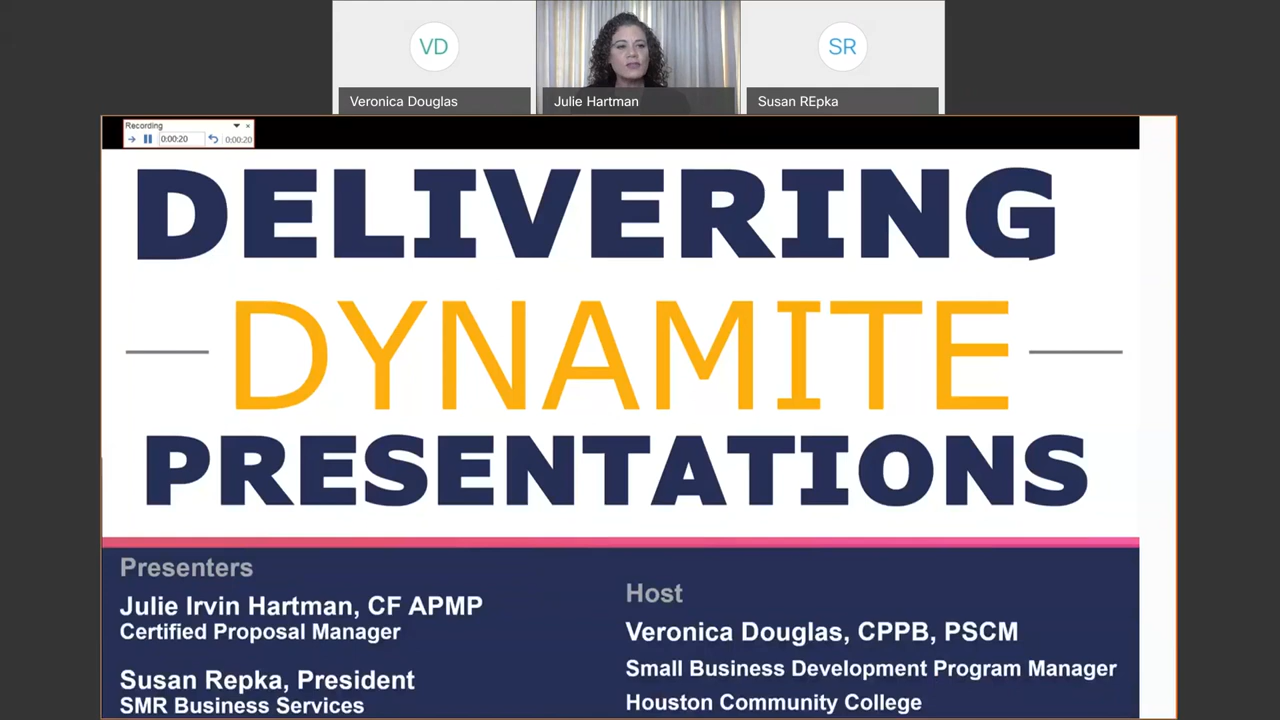 VD
SR
Veronica Douglas
Julie Hartman
Susan REpka
Recording
0:00:20
0:00:20
DELIVERING
DYNAMITE
PRESENTATIONS
Presenters
Julie Irvin Hartman, CF APMP
Certified Proposal Manager
Susan Repka, President
SMR Business Services
Host
Veronica Douglas, CPPB, PSCM
Small Business Development Program Manager
Houston Community College